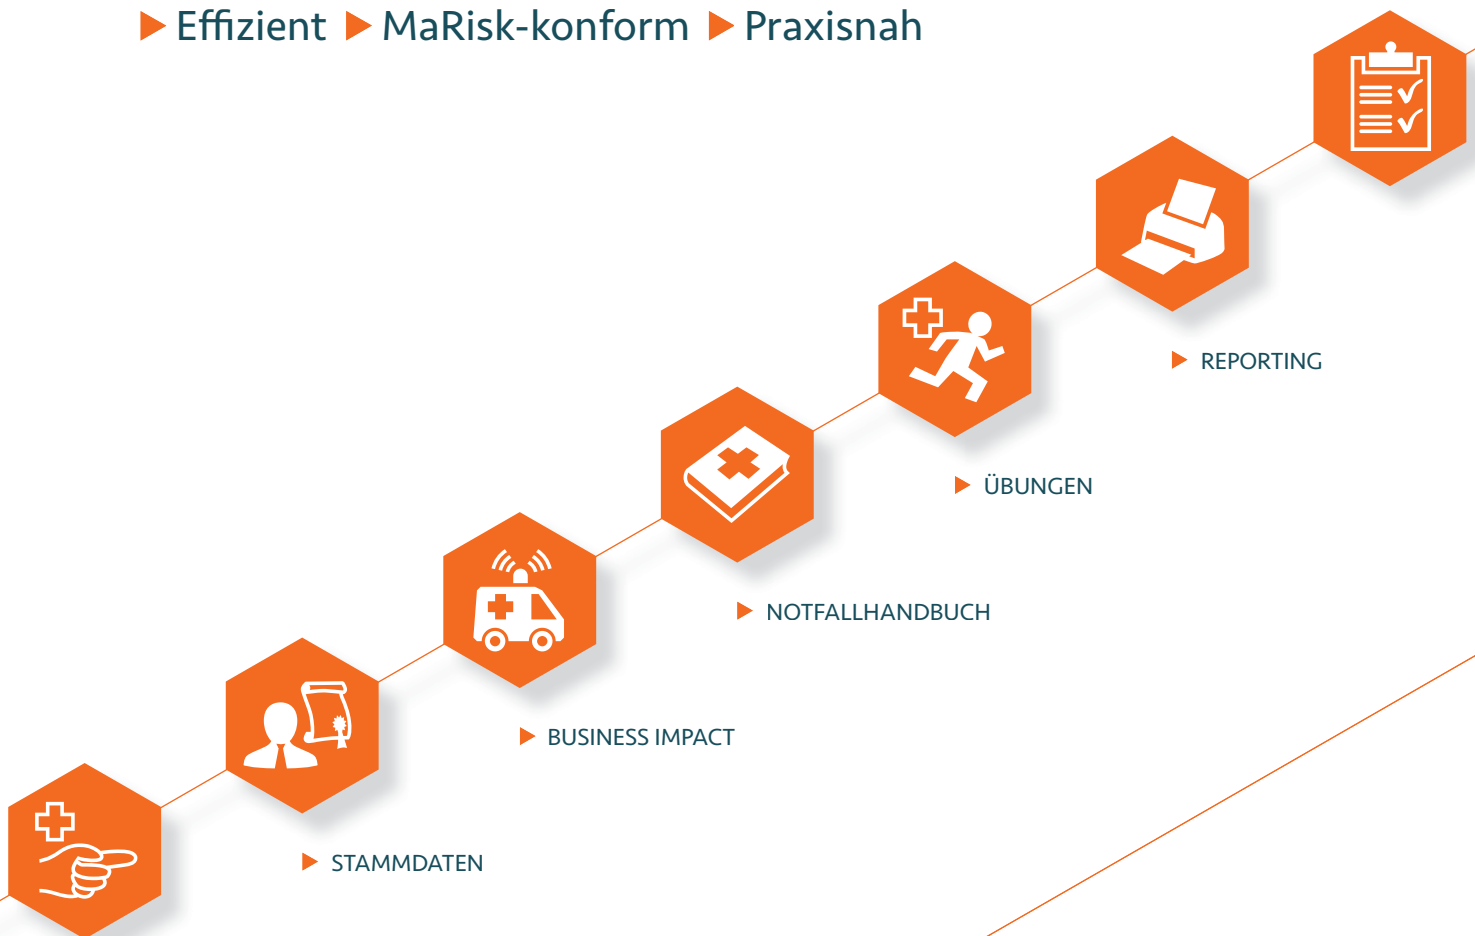 Effizient MaRisk-konform Praxisnah
REPORTING
ÜBUNGEN
NOTFALLHANDBUCH
BUSINESS IMPACT
STAMMDATEN